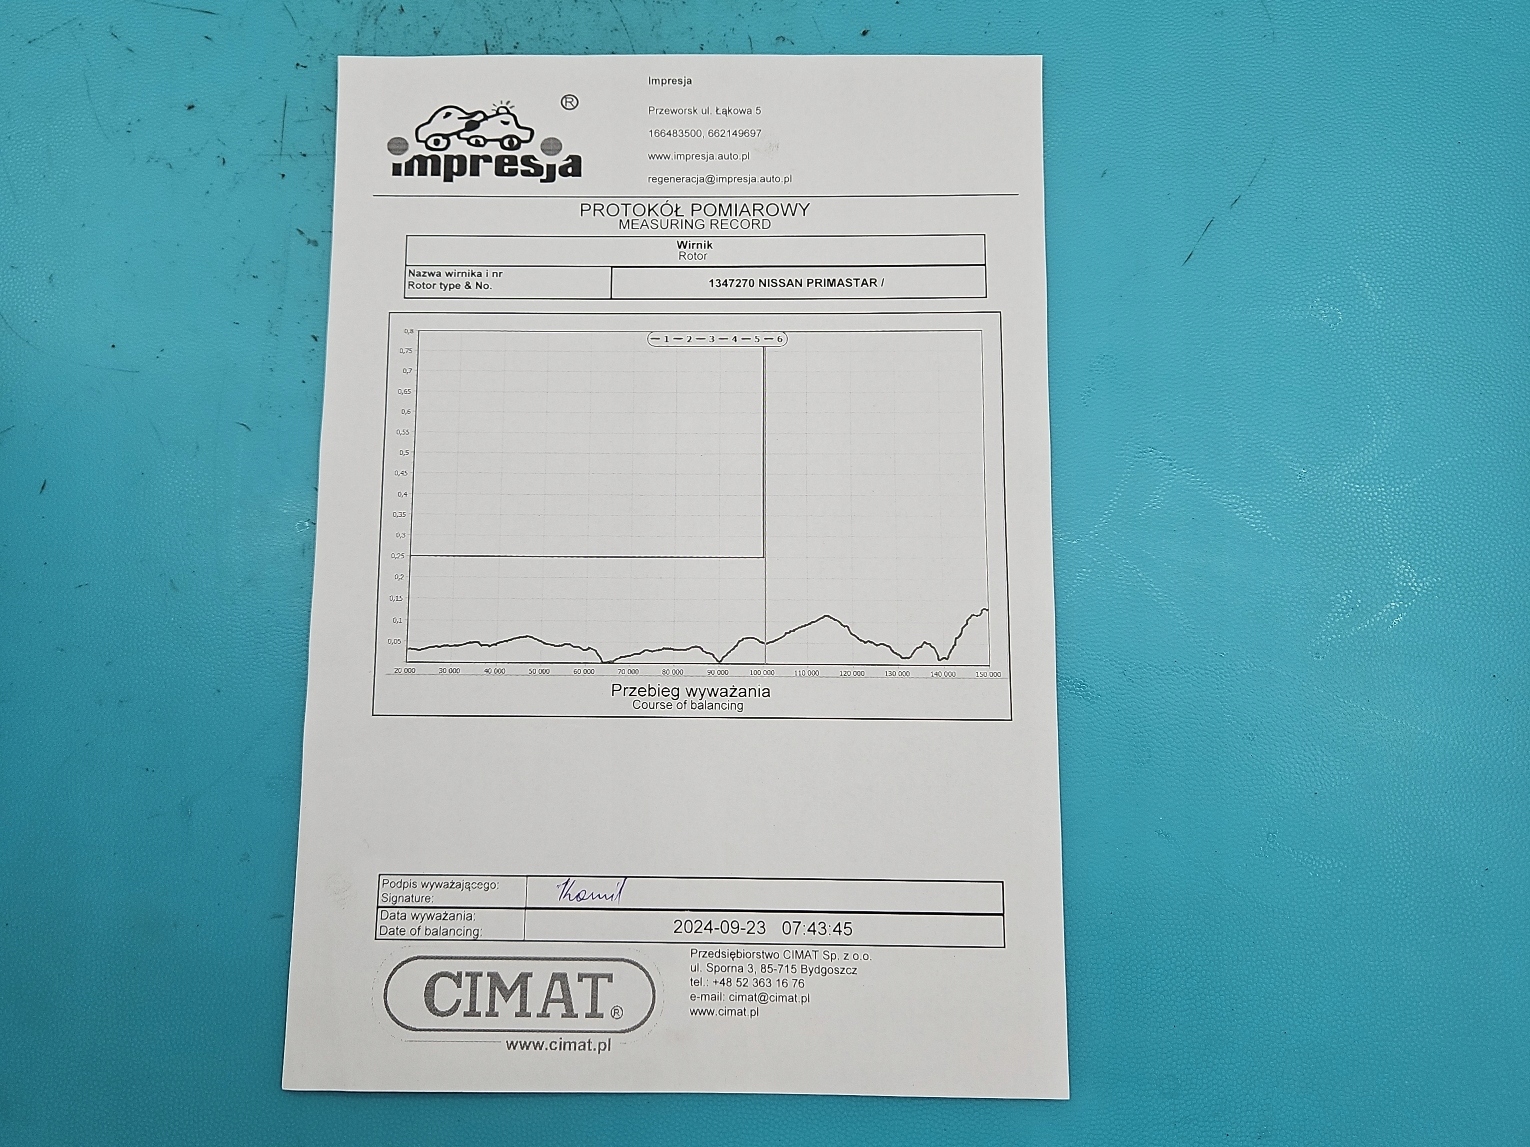 ®
impresja
Impresja
Przeworsk ul. Łąkowa 5
166483500, 662149697
www.impresja.auto.pl
regeneracja@impresja.auto.pl
PROTOKÓŁ POMIAROWY
MEASURING RECORD
Wirnik
Rotor
Nazwa wirnika i nr
Rotor type & No.
1347270 NISSAN PRIMASTAR /
1 2 3 4 5 6
0,8
0,75
0,7
0,65
0,6
0,55
0,5
0,45
0,4
0,35
0,3
0,25
0,2
0,15
0,1
0,05
20 000 30 000 40 000 50 000 60 000 70 000 80 000 90 000 100 000 110 000 120 000 130 000 140 000 150 000
Przebieg wyważania
Course of balancing
Podpis wyważającego:
Signature:
Kamil
Data wyważania:
Date of balancing:
2024-09-23 07:43:45
CIMAT®
www.cimat.pl
Przedsiębiorstwo CIMAT Sp. z o.o.
ul. Sporna 3, 85-715 Bydgoszcz
tel.: +48 52 363 16 76
e-mail: cimat@cimat.pl
www.cimat.pl